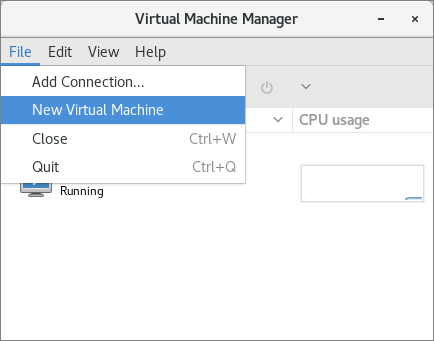 Virtual Machine Manager
File Edit View Help
Add Connection...
New Virtual Machine
CPU usage
Close Ctrl+W
Quit Ctrl+Q
Running